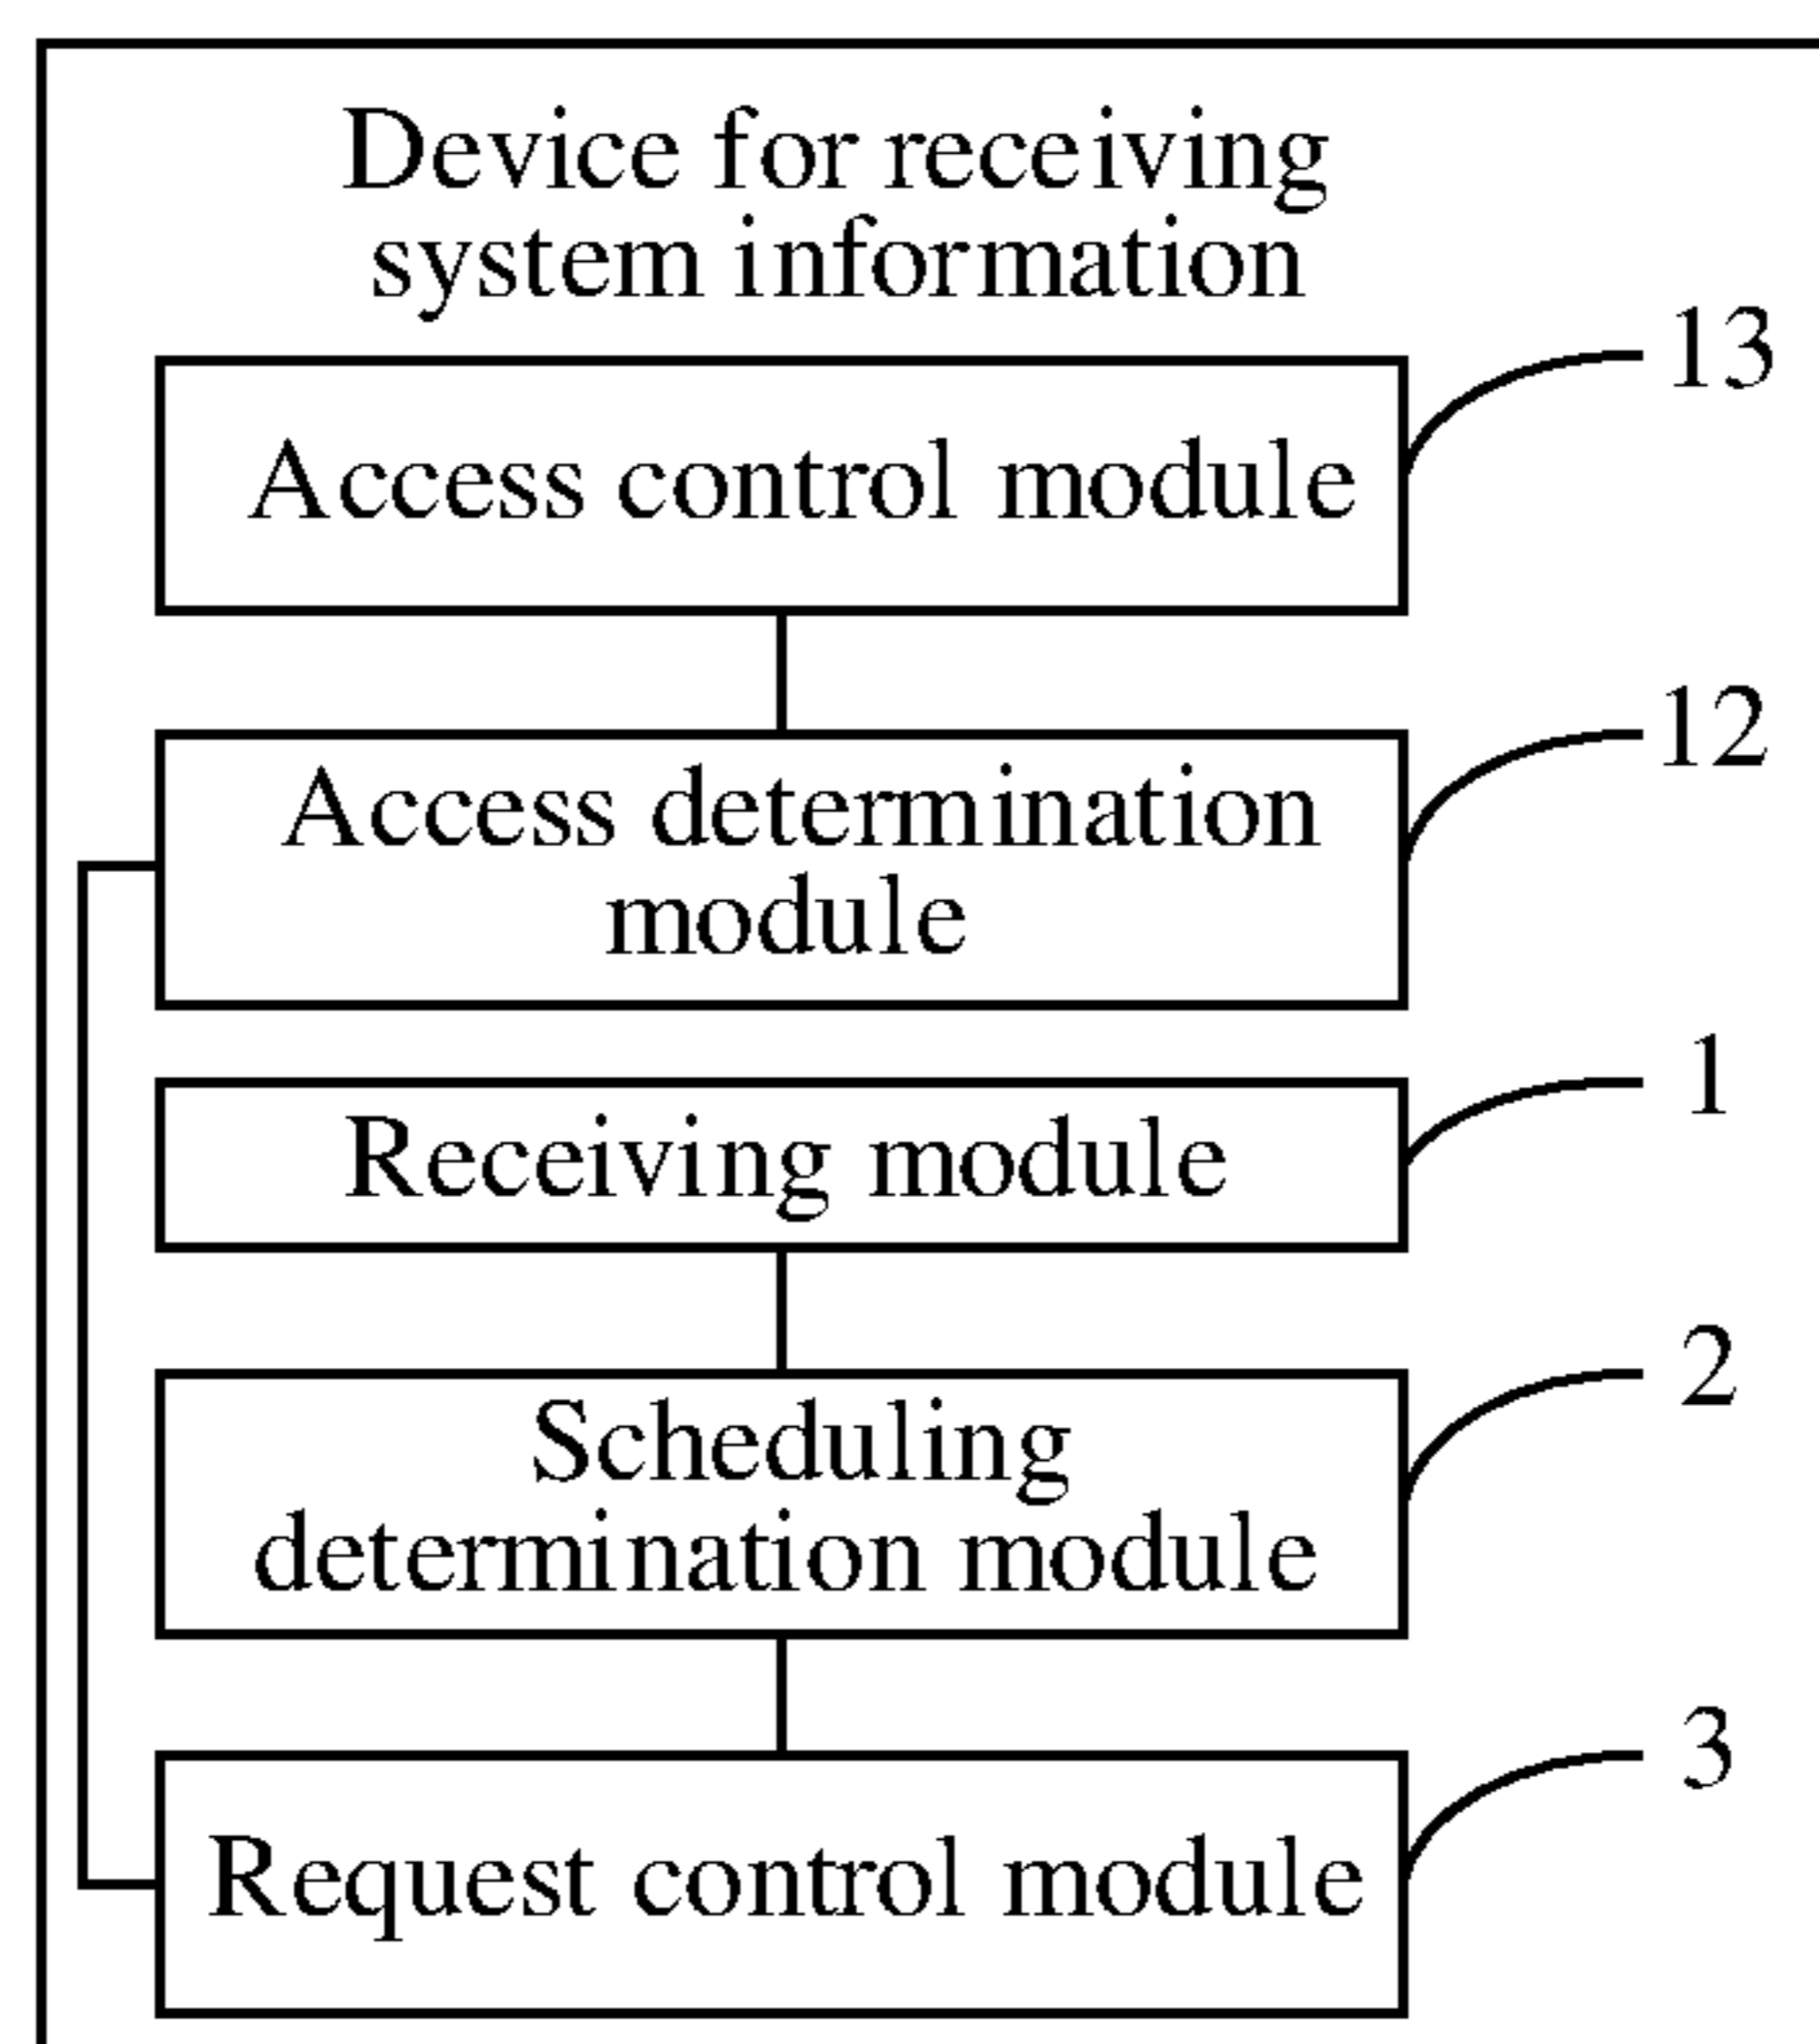 Device for receiving
system information
13
Access control module
12
Access determination
module
1
Receiving module
2
Scheduling
determination module
3
Request control module